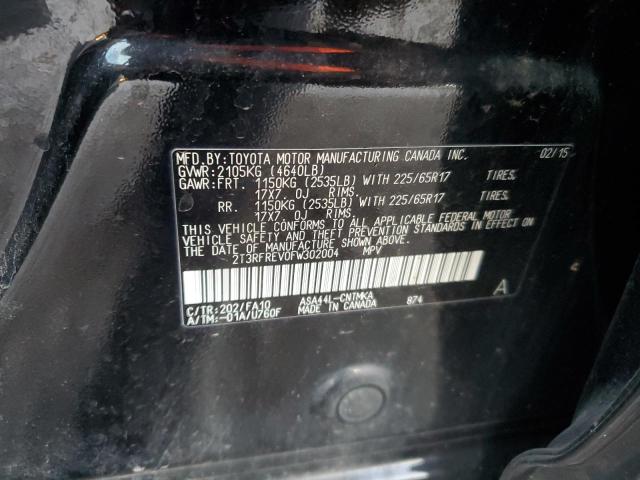 MFD.BY:TOYOTA MOTOR MANUFACTURING CANADA INC. 02/15
GVWR:2105KG (4640LB)
GAWR:FRT. 1150KG (2535LB) WITH 225/65R17 TIRES,
17X7.0J RIMS,
RR. 1150KG (2535LB) WITH 225/65R17 TIRES,
17X7.0J RIMS,
THIS VEHICLE CONFORMS TO ALL APPLICABLE FEDERAL MOTOR
VEHICLE SAFETY AND THEFT PREVENTION STANDARDS IN EFFECT ON
THE DATE OF MANUFACTURE SHOWN ABOVE.
2T3RFREV0FW302004 MPV
A
C/TR:202/FA10 ASA44L-CNTMKA 874
A/TM:-01A/U760F MADE IN CANADA